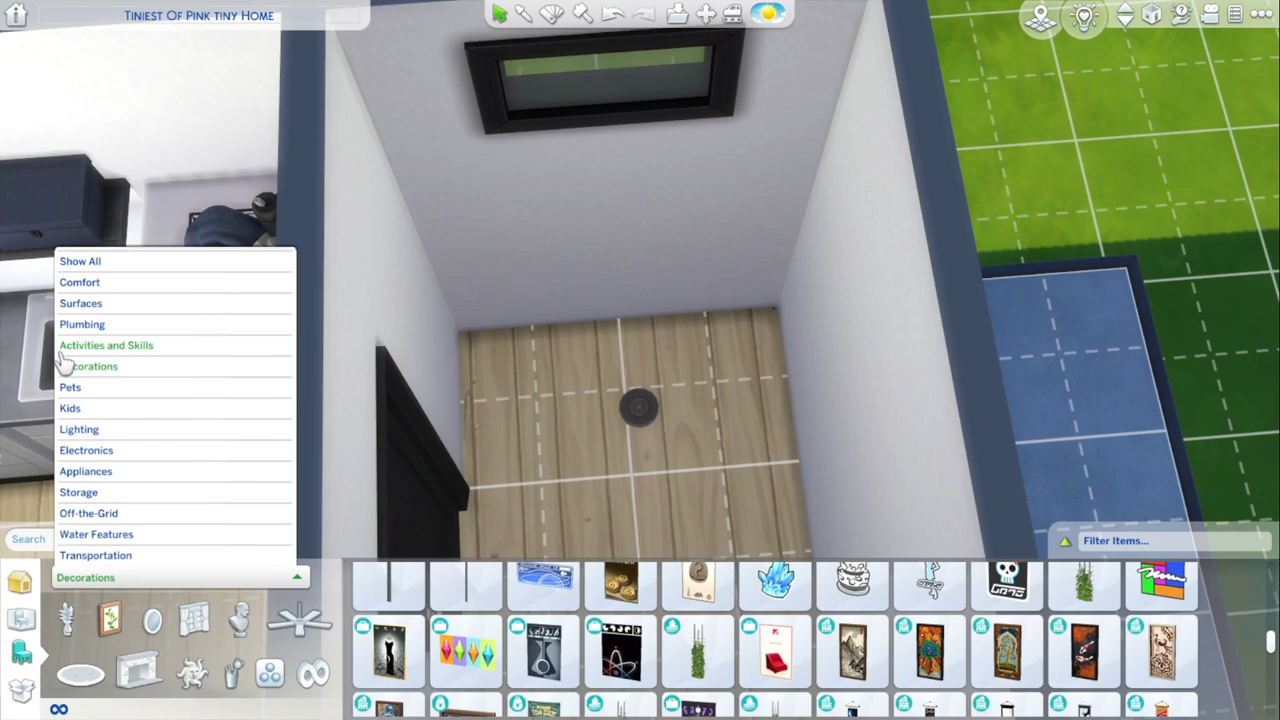 TINIEST OF PINK TINY HOME
Show All
Comfort
Surfaces
Plumbing
Activities and Skills
corations
Pets
Kids
Lighting
Electronics
Appliances
Storage
Off-the-Grid
Water Features
Transportation
Search
Decorations
Filter Items...